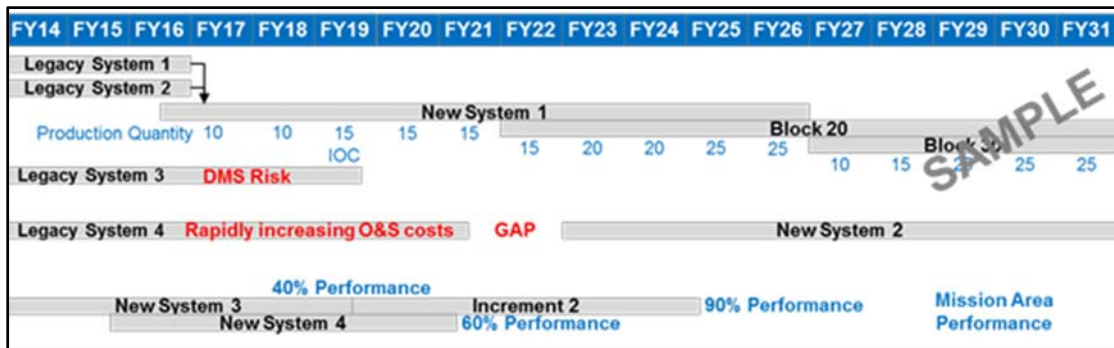 FY14 FY15 FY16 FY17 FY18 FY19 FY20 FY21 FY22 FY23 FY24 FY25 FY26 FY27 FY28 FY29 FY30 FY31
Legacy System 1
Legacy System 2
New System 1
Production Quantity 10 10 15 15 15 Block 20
15 20 20 25 25 Block
IOC
10 15 25 25
SAMPLE
Legacy System 3 DMS Risk
Legacy System 4 Rapidly increasing O&S costs GAP New System 2
40% Performance
New System 3 Increment 2 90% Performance Mission Area
New System 4 60% Performance Performance